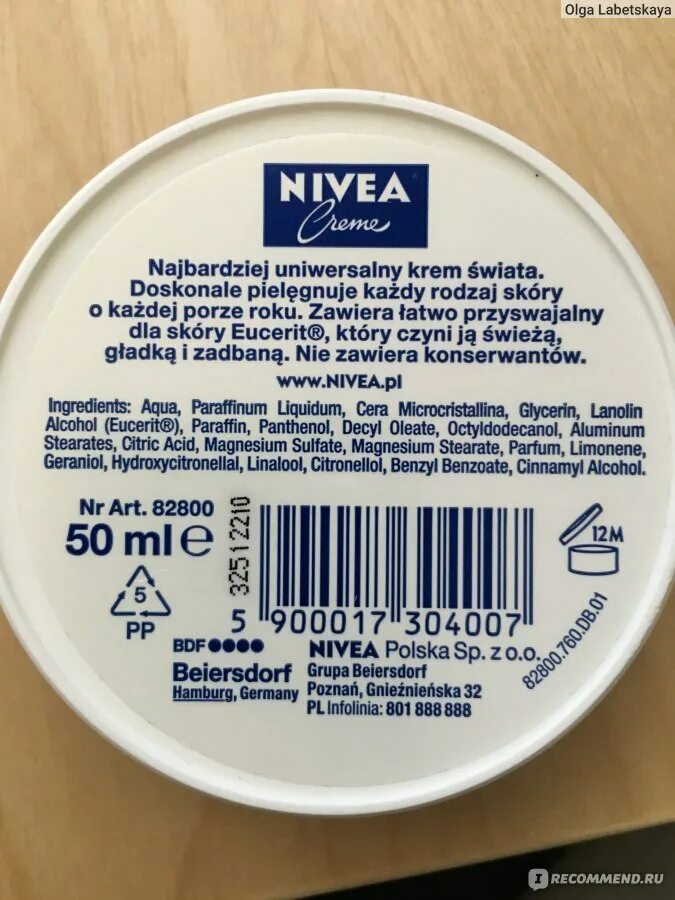 Olga Labetskaya
NIVEA
Creme
Najbardziej uniwersalny krem świata.
Doskonale pielęgnuje każdy rodzaj skóry
o każdej porze roku. Zawiera łatwo przyswajalny
dla skóry Eucerit®, który czyni ją świeżą,
gładką i zadbaną. Nie zawiera konserwantów.
www.NIVEA.pl
Ingredients: Aqua, Paraffinum Liquidum, Cera Microcristallina, Glycerin, Lanolin
Alcohol (Eucerit®), Paraffin, Panthenol, Decyl Oleate, Octyldodecanol, Aluminum
Stearates, Citric Acid, Magnesium Sulfate, Magnesium Stearate, Parfum, Limonene,
Geraniol, Hydroxycitronellal, Linalool, Citronellol, Benzyl Benzoate, Cinnamyl Alcohol.
Nr Art. 82800
50 ml e
32512210
12M
5
PP
5 900017 304007
BDF●●●●
Beiersdorf
Hamburg, Germany
NIVEA Polska Sp. z o.o.
Grupa Beiersdorf
Poznań, Gnieźnieńska 32
PL Infolinia: 801 888 888
82800.760.DB.01
IRECOMMEND.RU